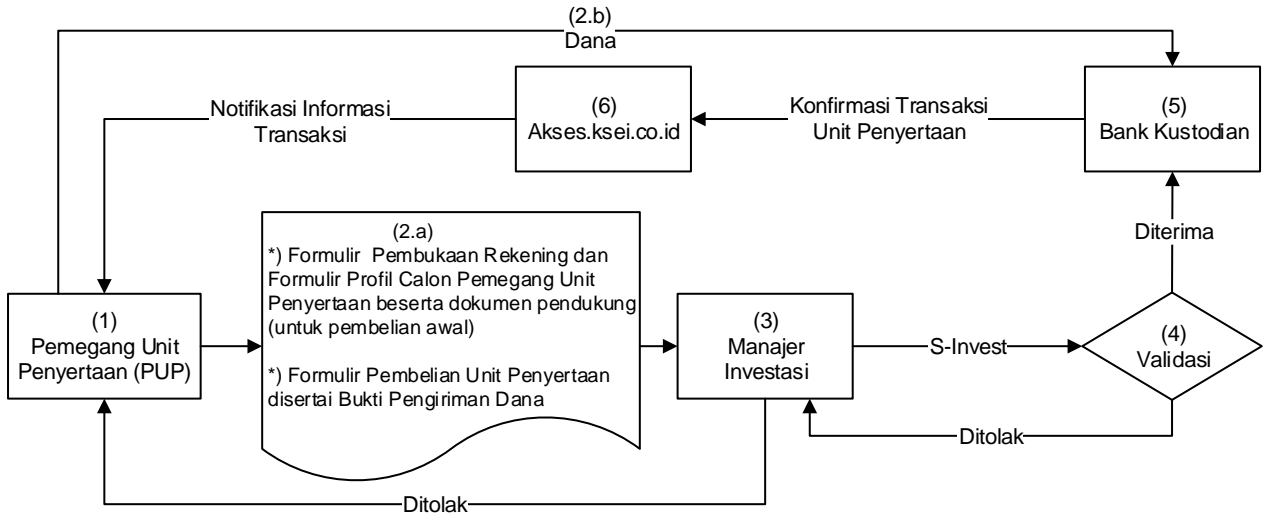 (2.b)
Dana
Notifikasi Informasi
Transaksi
(6)
Akses.ksei.co.id
Konfirmasi Transaksi
Unit Penyertaan
(5)
Bank Kustodian
(2.a)
*) Formulir Pembukaan Rekening dan
Formulir Profil Calon Pemegang Unit
Penyertaan beserta dokumen pendukung
(untuk pembelian awal)
*) Formulir Pembelian Unit Penyertaan
disertai Bukti Pengiriman Dana
Diterima
(1)
Pemegang Unit
Penyertaan (PUP)
(3)
Manajer
Investasi
S-Invest
(4)
Validasi
Ditolak
Ditolak